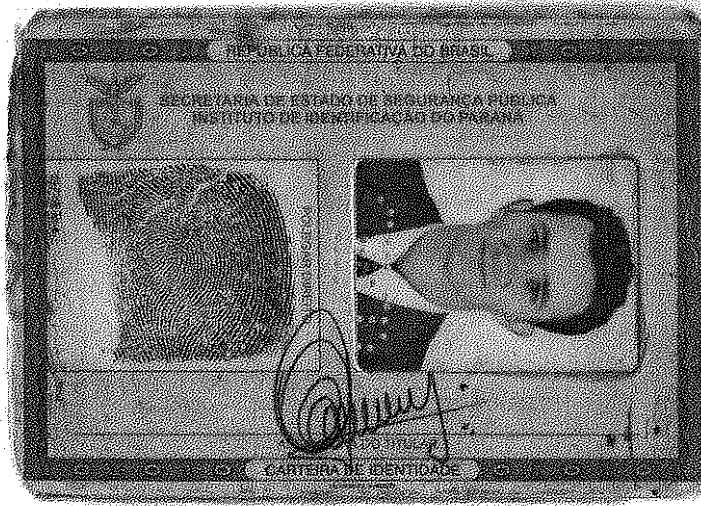 REPÚBLICA FEDERATIVA DO BRASIL
SECRETARIA DE ESTADO DE SEGURANÇA PÚBLICA
INSTITUTO DE IDENTIFICAÇÃO DO PARANÁ
CARTEIRA DE IDENTIDADE